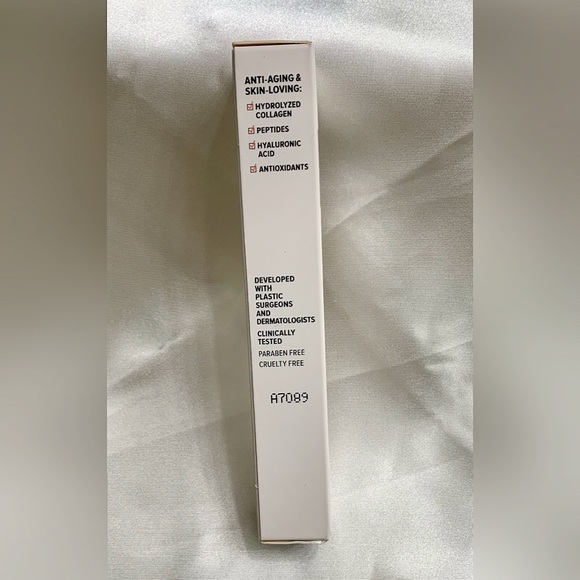 ANTI-AGING &
SKIN-LOVING:
HYDROLYZED
COLLAGEN
PEPTIDES
HYALURONIC
ACID
ANTIOXIDANTS
DEVELOPED
WITH
PLASTIC
SURGEONS
AND
DERMATOLOGISTS
CLINICALLY
TESTED
PARABEN FREE
CRUELTY FREE
A7089